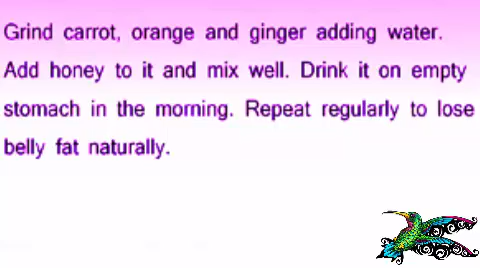 Grind carrot, orange and ginger adding water.
Add honey to it and mix well. Drink it on empty
stomach in the morning. Repeat regularly to lose
belly fat naturally.